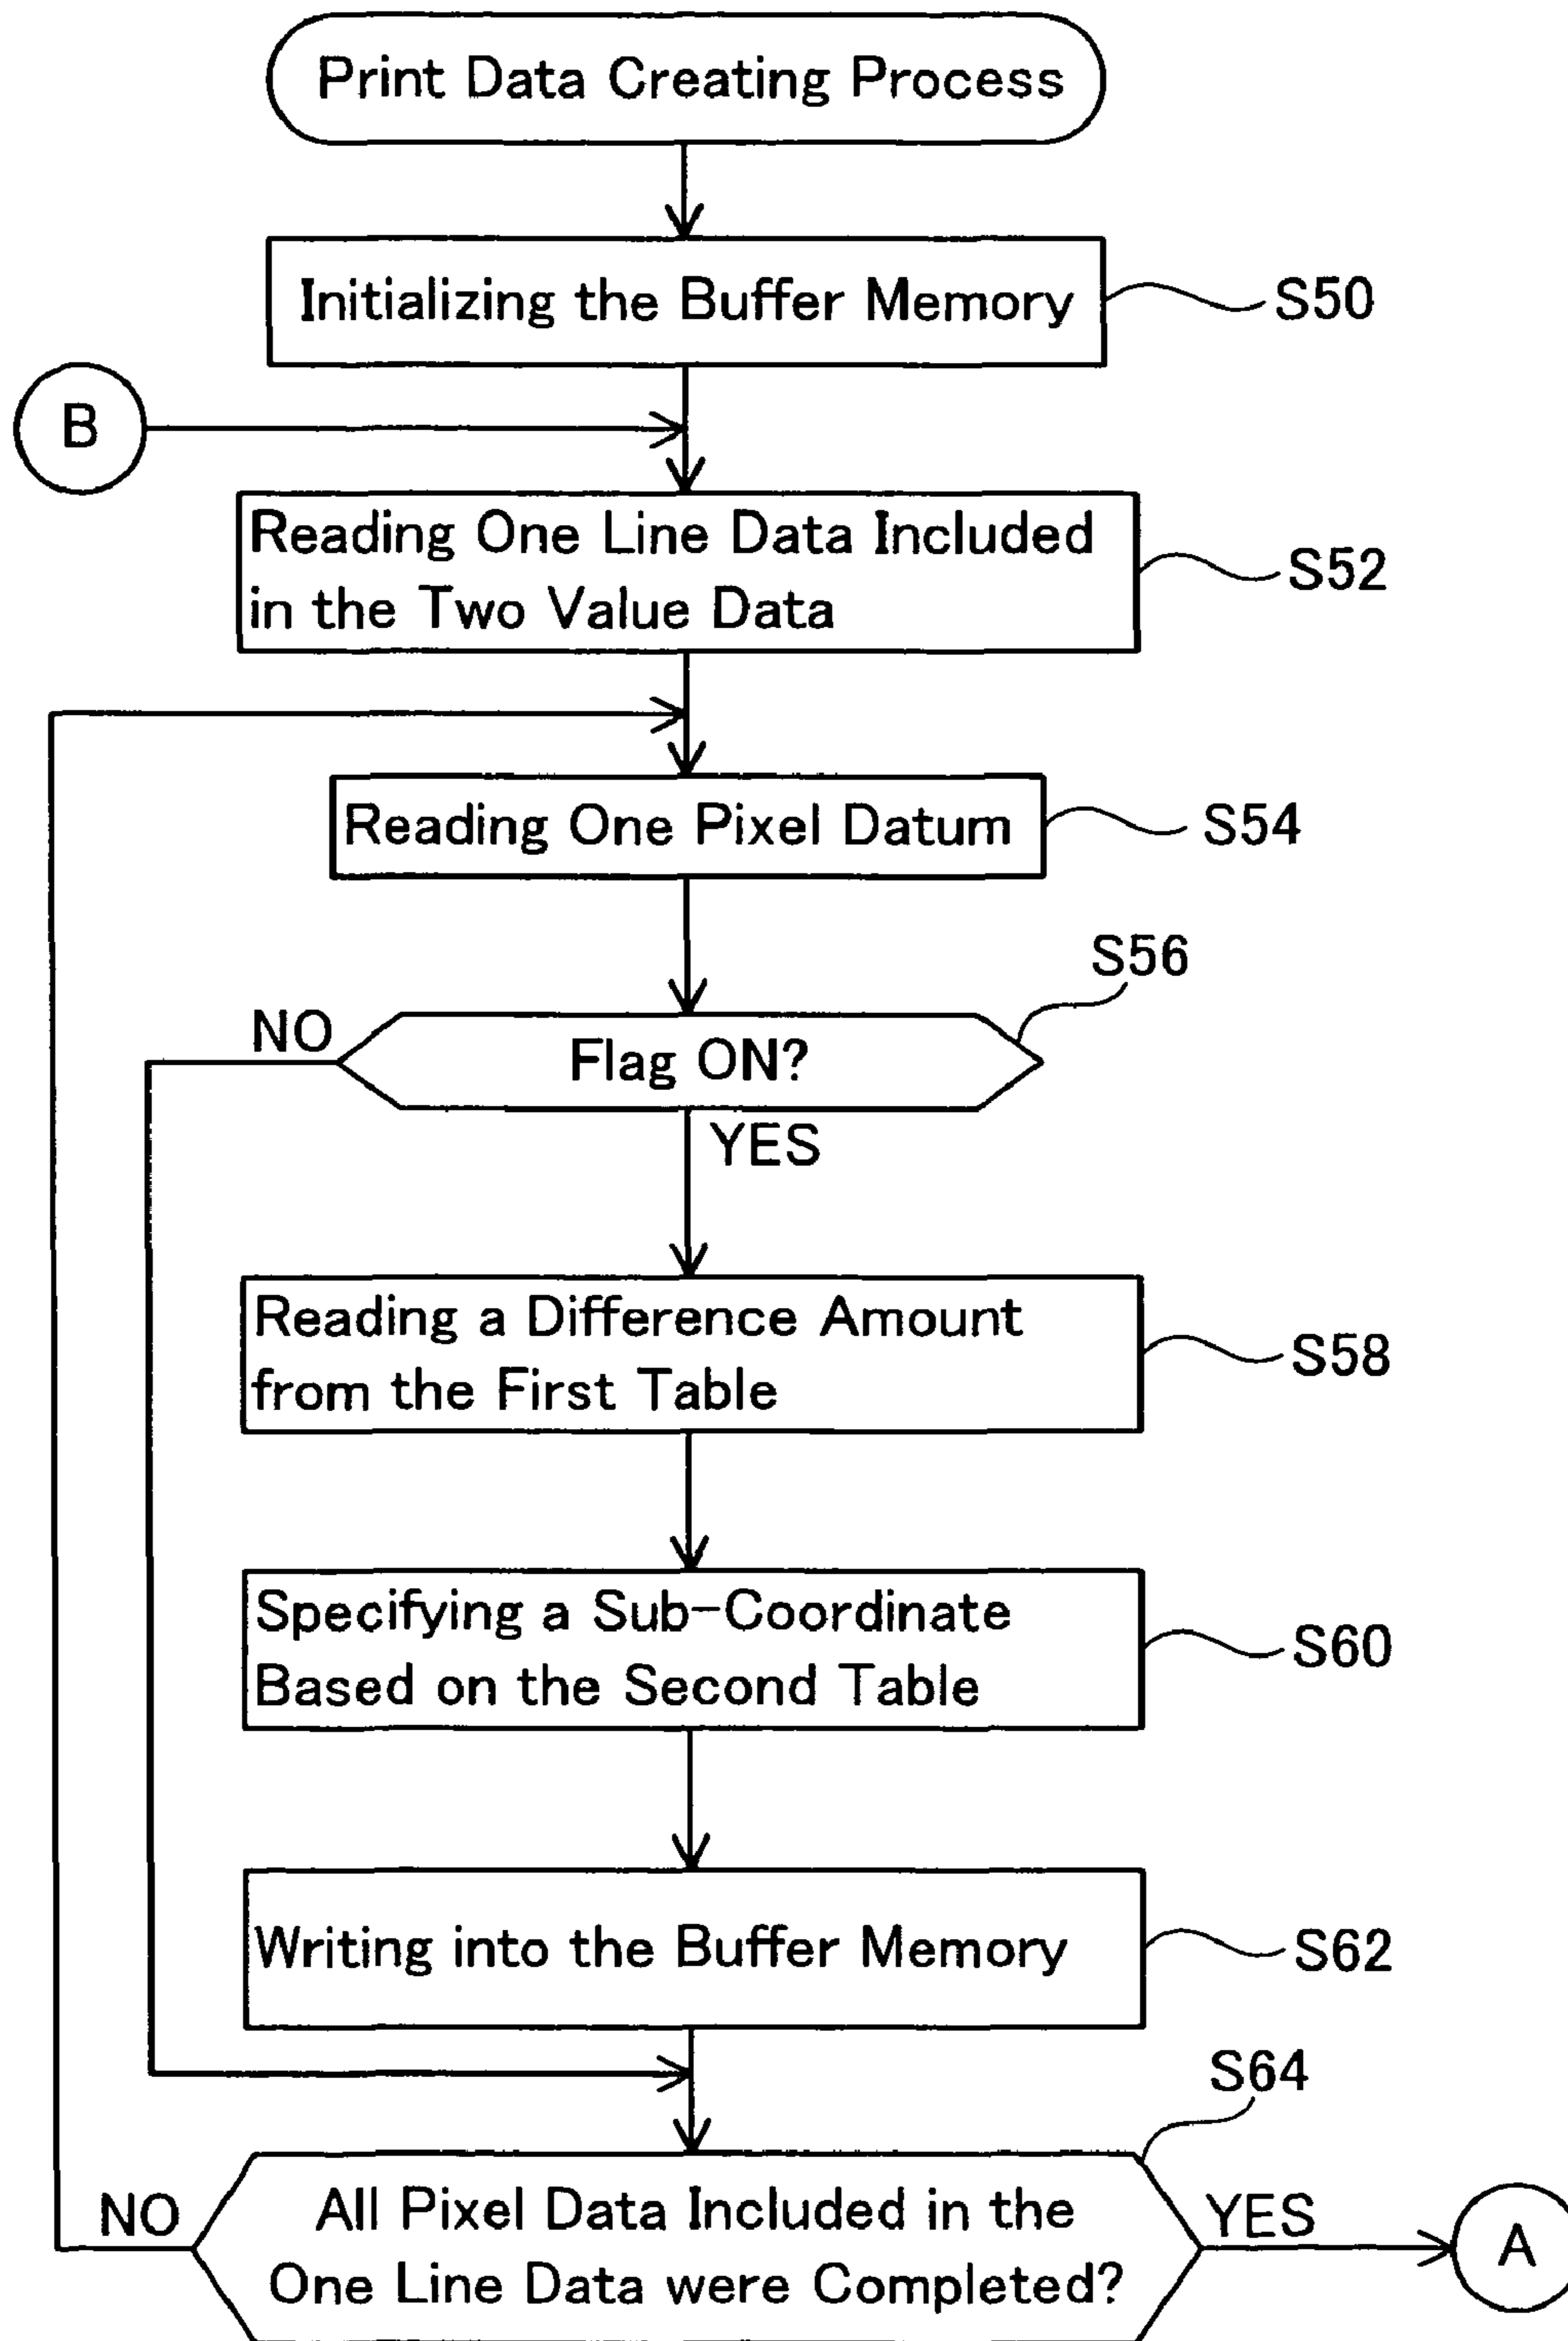 Print Data Creating Process
Initializing the Buffer Memory
S50
B
Reading One Line Data Included
in the Two Value Data
S52
Reading One Pixel Datum
S54
S56
NO
Flag ON?
YES
Reading a Difference Amount
from the First Table
S58
Specifying a Sub-Coordinate
Based on the Second Table
S60
Writing into the Buffer Memory
S62
S64
NO
All Pixel Data Included in the
One Line Data were Completed?
YES
A